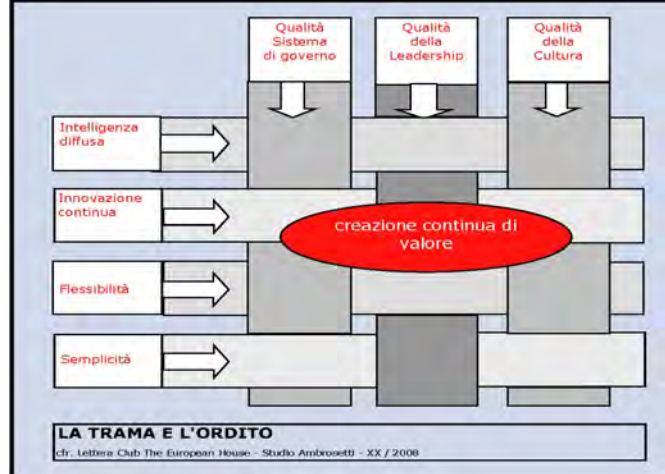 Qualità
Sistema
di governo
Qualità
della
Leadership
Qualità
della
Cultura
Intelligenza
diffusa
Innovazione
continua
creazione continua di
valore
Flessibilità
Semplicità
LA TRAMA E L'ORDITO
cfr. Lettera Club The European House - Studio Ambrosetti - XX / 2008